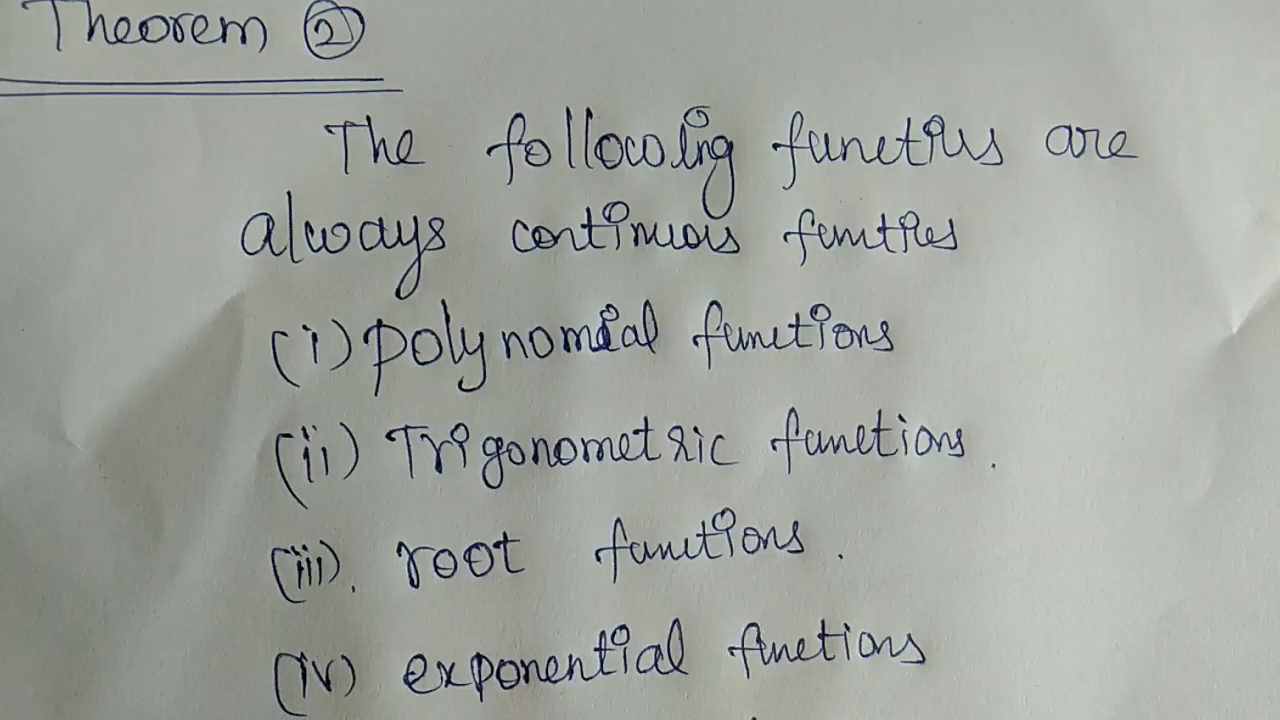 Theorem ②
The following functions are
always continuous functions
(i) polynomial functions
(ii) Trigonometric functions.
(iii). root functions.
(iv) exponential functions